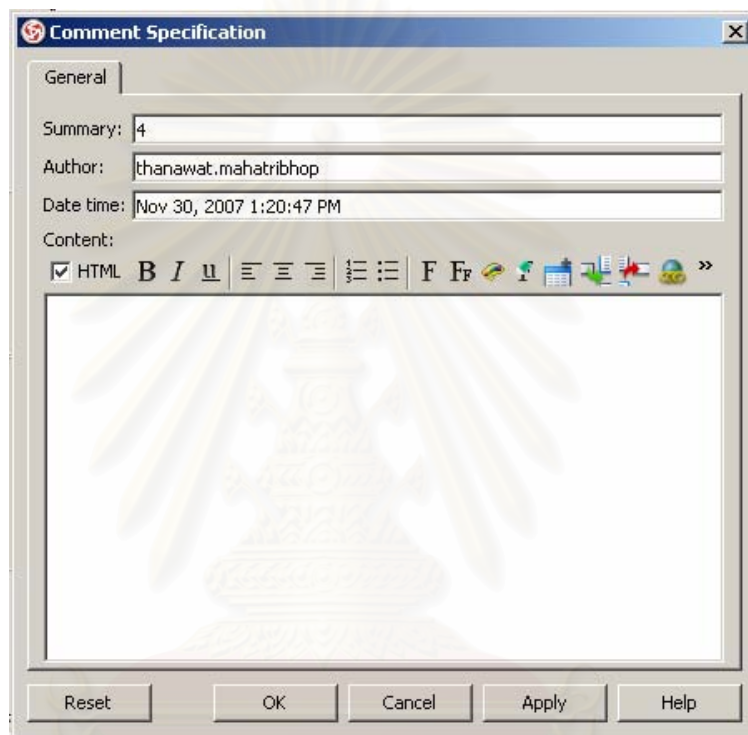 Comment Specification
General
Summary: 4
Author: thanawat.mahatribhop
Date time: Nov 30, 2007 1:20:47 PM
Content:
HTML B I u F FF »
Reset OK Cancel Apply Help